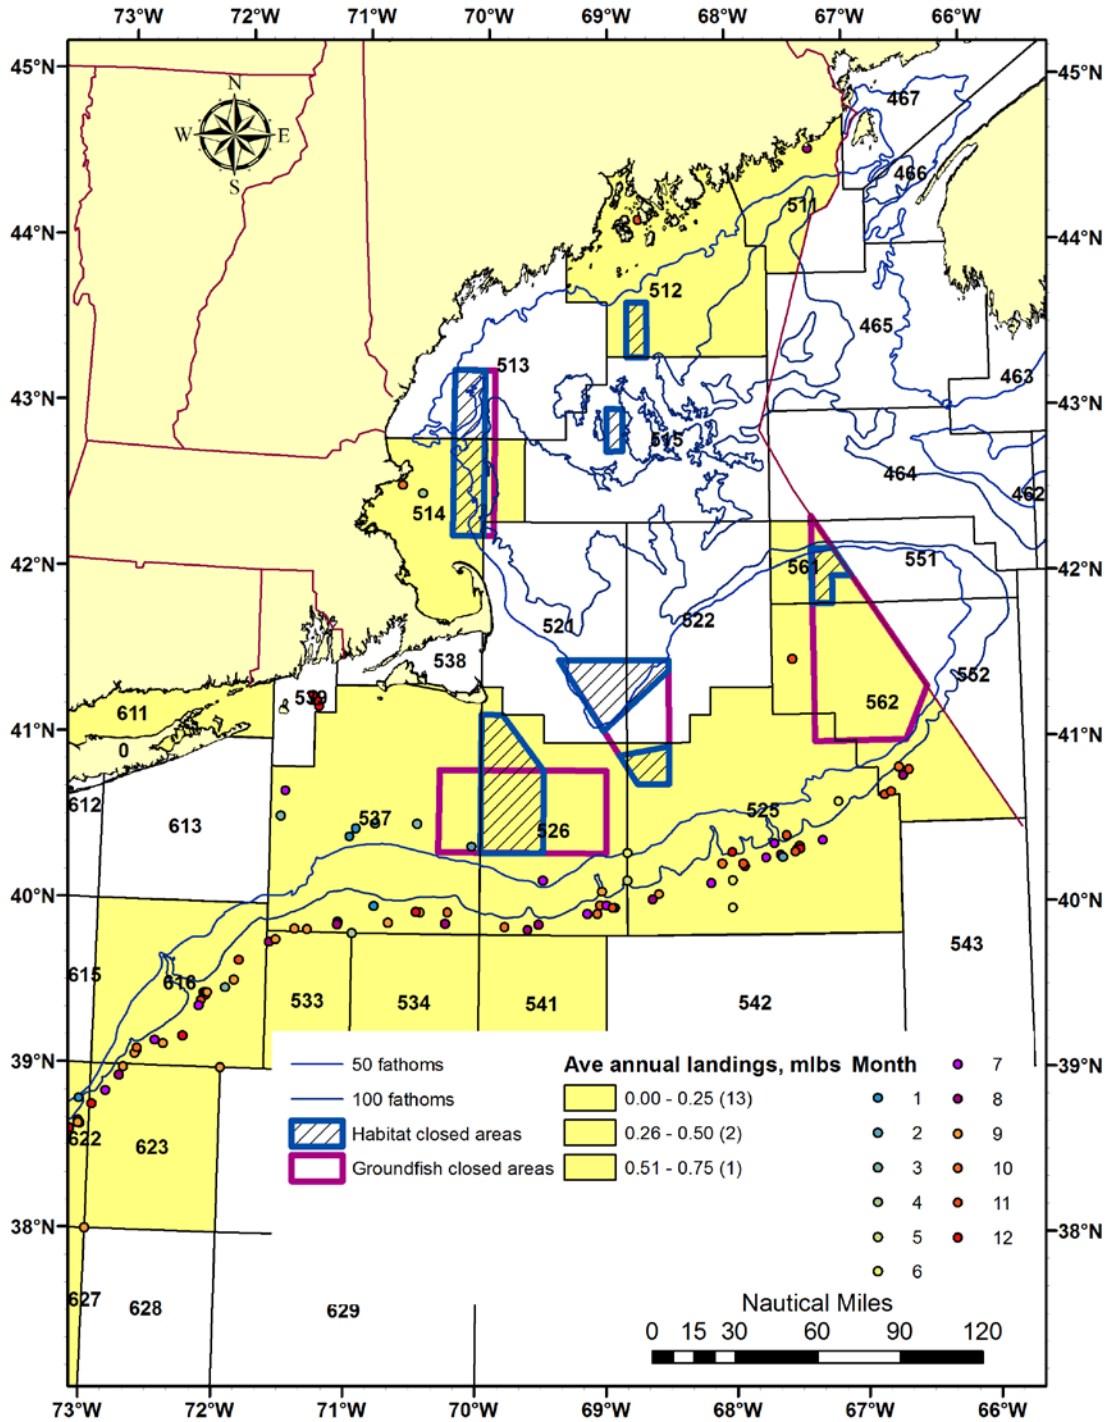 73°W 72°W 71°W 70°W 69°W 68°W 67°W 66°W
45°N 45°N
N
W E
S
467
466
511
44°N 44°N
512
465
513
463
43°N 43°N
515
464
462
514
42°N 42°N
561 551
521 522
538
552
539
562
611
41°N 41°N
0
612
613
537 526 525
40°N 40°N
543
615
616
533 534 541 542
39°N 39°N
50 fathoms
100 fathoms
Habitat closed areas
Groundfish closed areas
Ave annual landings, mlbs
0.00 - 0.25 (13)
0.26 - 0.50 (2)
0.51 - 0.75 (1)
Month
1
2
3
4
5
6
7
8
9
10
11
12
622
623
38°N 38°N
627
628
629
Nautical Miles
0 15 30 60 90 120
73°W 72°W 71°W 70°W 69°W 68°W 67°W 66°W